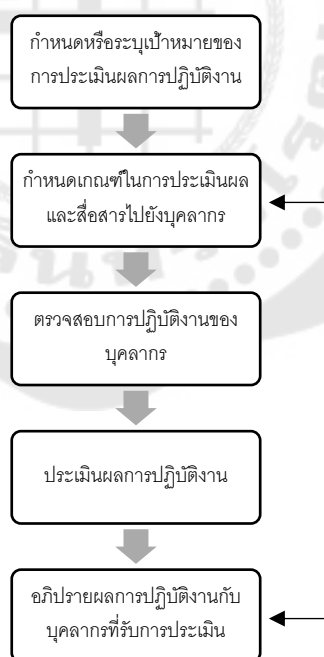 กำหนดหรือระบุเป้าหมายของ
การประเมินผลการปฏิบัติงาน
กำหนดเกณฑ์ในการประเมินผล
และสื่อสารไปยังบุคลากร
ตรวจสอบการปฏิบัติงานของ
บุคลากร
ประเมินผลการปฏิบัติงาน
อภิปรายผลการปฏิบัติงานกับ
บุคลากรที่รับการประเมิน